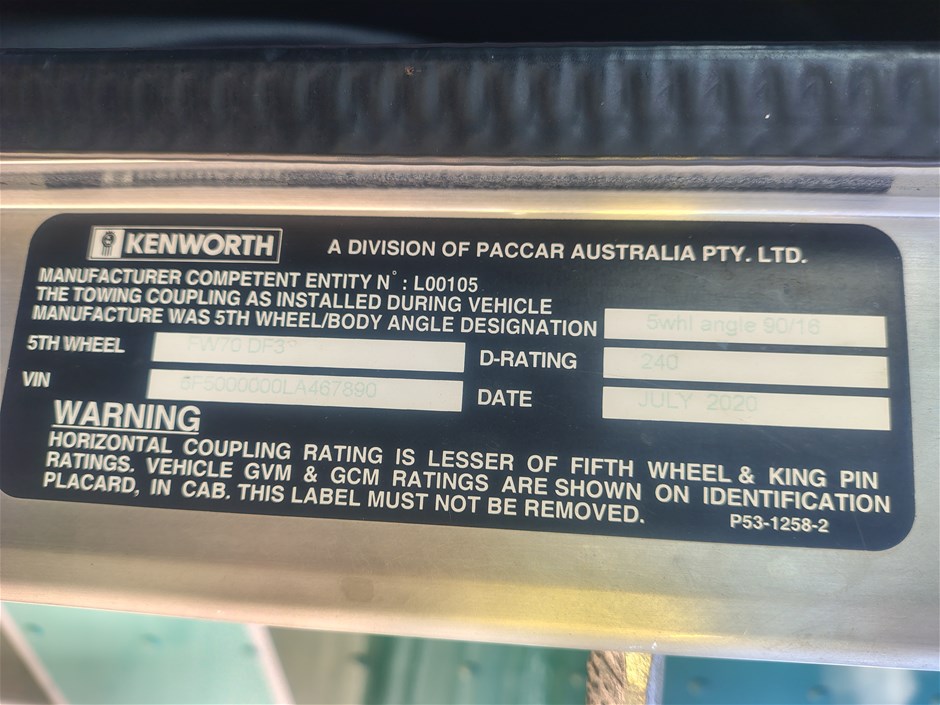 KENWORTH A DIVISION OF PACCAR AUSTRALIA PTY. LTD.
MANUFACTURER COMPETENT ENTITY N° : L00105
THE TOWING COUPLING AS INSTALLED DURING VEHICLE
MANUFACTURE WAS 5TH WHEEL/BODY ANGLE DESIGNATION 5whl angle 90/16
5TH WHEEL FW70 DF3 D-RATING 240
VIN 6F5000000LA467890 DATE JULY 2020
WARNING
HORIZONTAL COUPLING RATING IS LESSER OF FIFTH WHEEL & KING PIN
RATINGS. VEHICLE GVM & GCM RATINGS ARE SHOWN ON IDENTIFICATION
PLACARD, IN CAB. THIS LABEL MUST NOT BE REMOVED. P53-1258-2